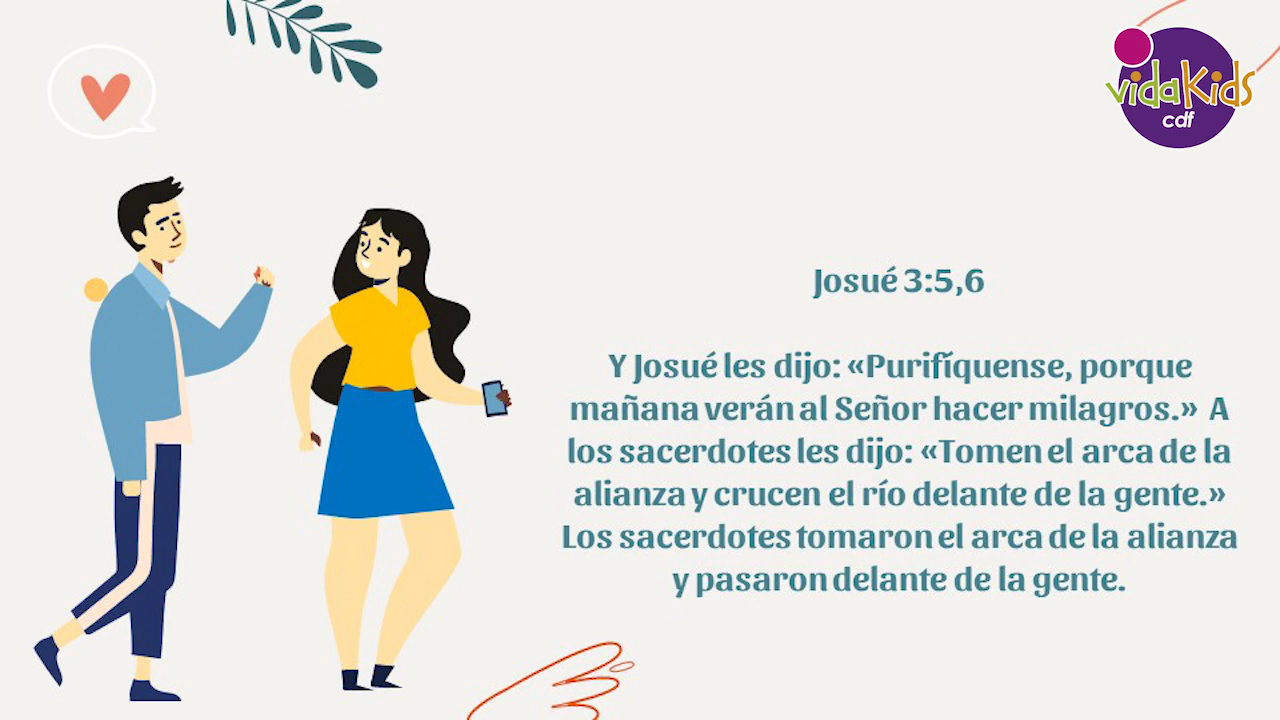 vidaKids
cdf
Josué 3:5,6
Y Josué les dijo: «Purifíquense, porque
mañana verán al Señor hacer milagros.» A
los sacerdotes les dijo: «Tomen el arca de la
alianza y crucen el río delante de la gente.»
Los sacerdotes tomaron el arca de la alianza
y pasaron delante de la gente.